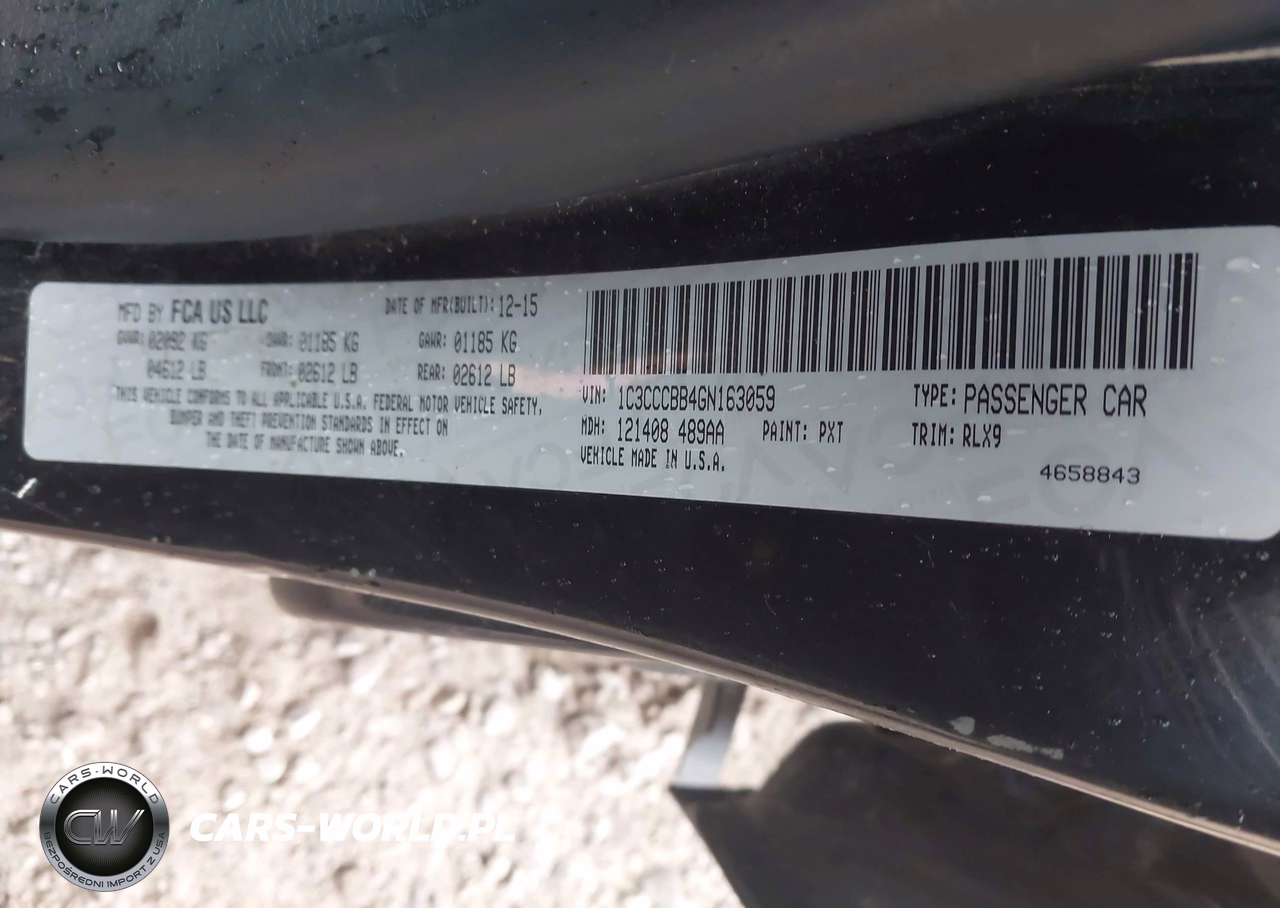 MFD BY FCA US LLC DATE OF MFR(BUILT): 12-15
GVWR: 02092 KG GAWR: 01185 KG GAWR: 01185 KG
04612 LB FRONT: 02612 LB REAR: 02612 LB
THIS VEHICLE CONFORMS TO ALL APPLICABLE U.S.A. FEDERAL MOTOR VEHICLE SAFETY,
BUMPER AND THEFT PREVENTION STANDARDS IN EFFECT ON
THE DATE OF MANUFACTURE SHOWN ABOVE.
VIN: 1C3CCCBB4GN163059 TYPE: PASSENGER CAR
MDH: 121408 489AA PAINT: PXT TRIM: RLX9
VEHICLE MADE IN U.S.A.
4658843
CARS-WORLD
CW
BEZPOŚREDNI IMPORT Z USA
CARS-WORLD.PL